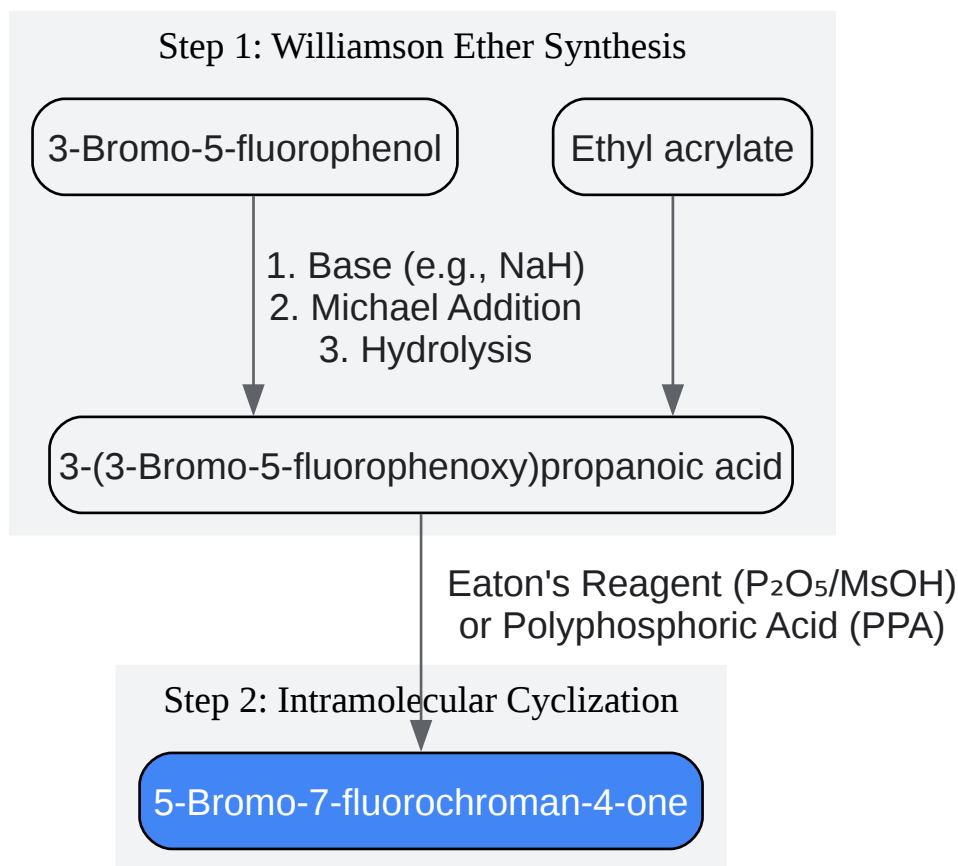 Step 1: Williamson Ether Synthesis
3-Bromo-5-fluorophenol
Ethyl acrylate
1. Base (e.g., NaH)
2. Michael Addition
3. Hydrolysis
3-(3-Bromo-5-fluorophenoxy)propanoic acid
Eaton's Reagent (P₂O₅/MsOH)
or Polyphosphoric Acid (PPA)
Step 2: Intramolecular Cyclization
5-Bromo-7-fluorochroman-4-one